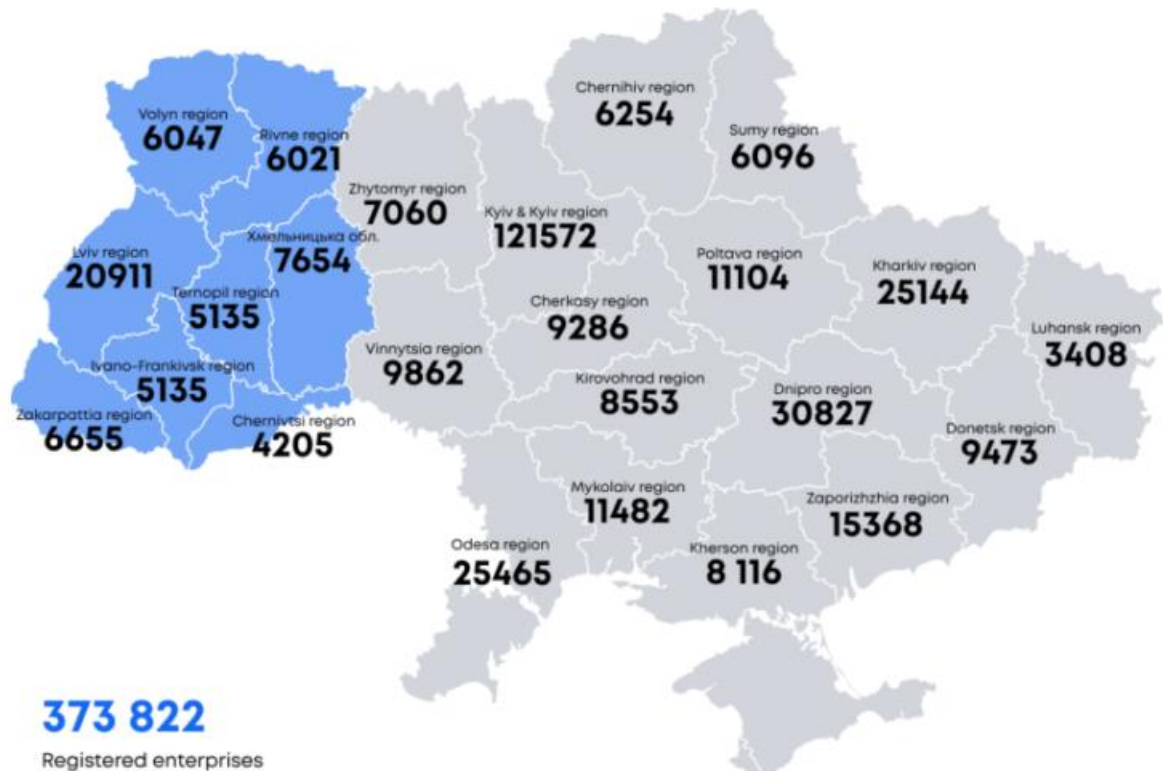 Chernihiv region
6254
Volyn region
6047
Rivne region
6021
Sumy region
6096
Zhytomyr region
7060
Kyiv & Kyiv region
121572
Хмельницька обл.
7654
Lviv region
20911
Poltava region
11104
Kharkiv region
25144
Ternopil region
5135
Cherkasy region
9286
Luhansk region
3408
Vinnytsia region
9862
Ivano-Frankivsk region
5135
Kirovohrad region
8553
Dnipro region
30827
Zakarpattia region
6655
Chernivtsi region
4205
Donetsk region
9473
Mykolaiv region
11482
Zaporizhzhia region
15368
Odesa region
25465
Kherson region
8 116
373 822
Registered enterprises